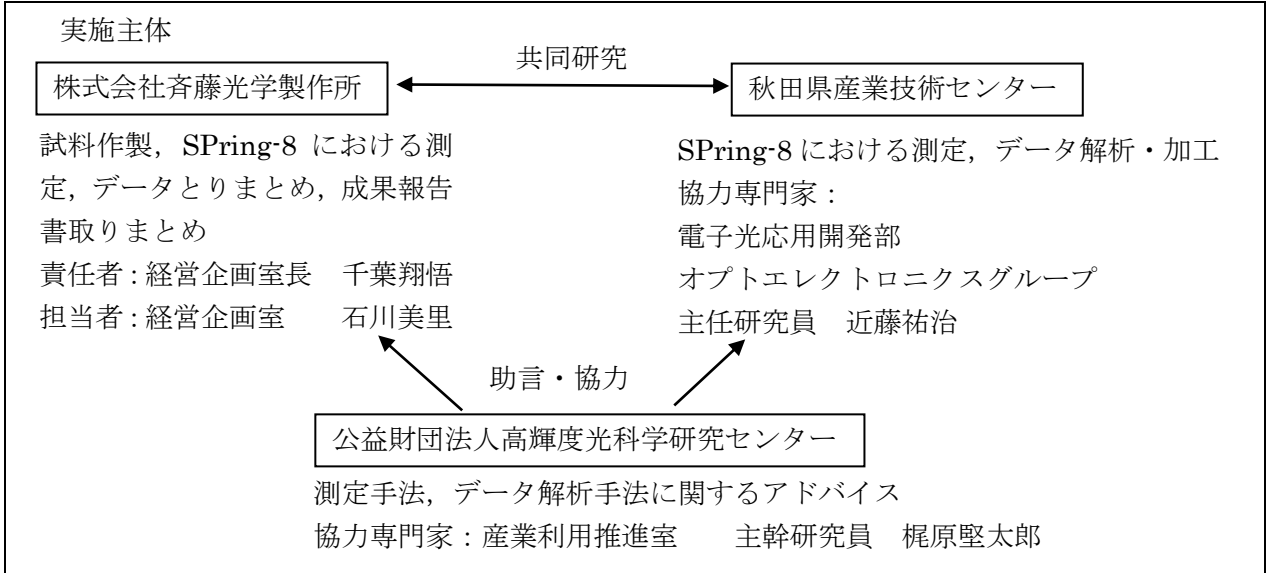 実施主体
共同研究
株式会社斉藤光学製作所
秋田県産業技術センター
試料作製，SPring-8 における測
定，データとりまとめ，成果報告
書取りまとめ
責任者：経営企画室長　千葉翔悟
担当者：経営企画室　　石川美里
SPring-8 における測定，データ解析・加工
協力専門家：
電子光応用開発部
オプトエレクトロニクスグループ
主任研究員　近藤祐治
助言・協力
公益財団法人高輝度光科学研究センター
測定手法，データ解析手法に関するアドバイス
協力専門家：産業利用推進室　　主幹研究員　梶原堅太郎